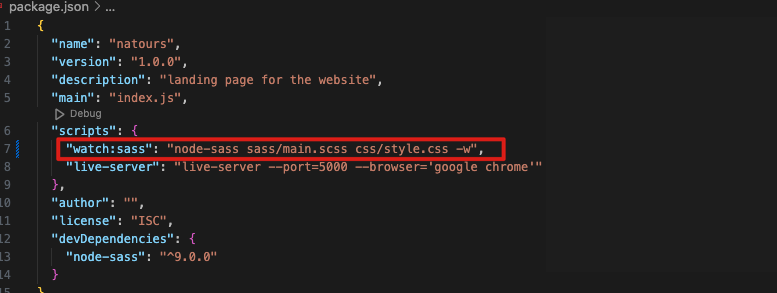 package.json > ...
1 {
2 "name": "natours",
3 "version": "1.0.0",
4 "description": "landing page for the website",
5 "main": "index.js",
Debug
6 "scripts": {
7 "watch:sass": "node-sass sass/main.scss css/style.css -w",
8 "live-server": "live-server --port=5000 --browser='google chrome'"
9 },
10 "author": "",
11 "license": "ISC",
12 "devDependencies": {
13 "node-sass": "^9.0.0"
14 }
15 }